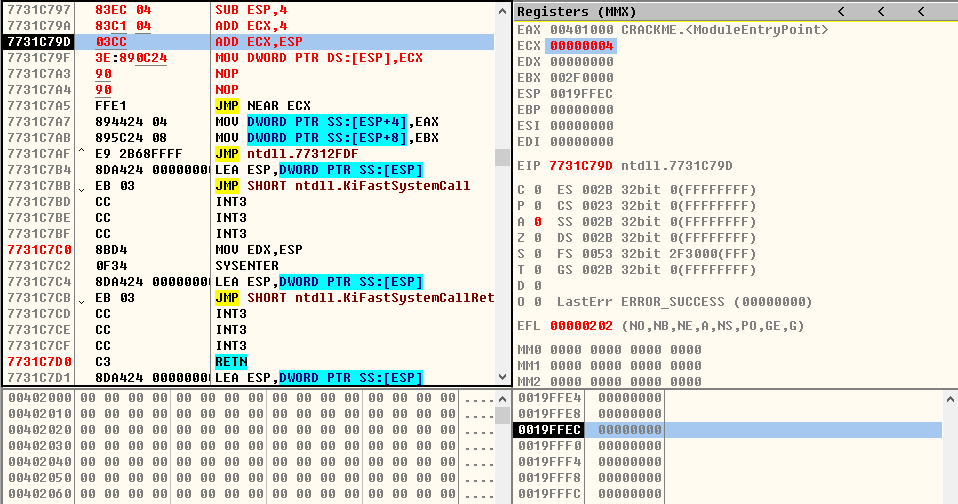 7731C797 83EC 04 SUB ESP,4
7731C79A 83C1 04 ADD ECX,4
7731C79D 03CC ADD ECX,ESP
7731C79F 3E:890C24 MOV DWORD PTR DS:[ESP],ECX
7731C7A3 90 NOP
7731C7A4 90 NOP
7731C7A5 FFE1 JMP NEAR ECX
7731C7A7 894424 04 MOV DWORD PTR SS:[ESP+4],EAX
7731C7AB 895C24 08 MOV DWORD PTR SS:[ESP+8],EBX
7731C7AF ^ E9 2B68FFFF JMP ntdll.77312FDF
7731C7B4 8DA424 00000000 LEA ESP,DWORD PTR SS:[ESP]
7731C7BB EB 03 JMP SHORT ntdll.KiFastSystemCall
7731C7BD CC INT3
7731C7BE CC INT3
7731C7BF CC INT3
7731C7C0 8BD4 MOV EDX,ESP
7731C7C2 0F34 SYSENTER
7731C7C4 8DA424 00000000 LEA ESP,DWORD PTR SS:[ESP]
7731C7CB EB 03 JMP SHORT ntdll.KiFastSystemCallRet
7731C7CD CC INT3
7731C7CE CC INT3
7731C7CF CC INT3
7731C7D0 C3 RETN
7731C7D1 8DA424 00000000 LEA ESP,DWORD PTR SS:[ESP]
Registers (MMX) < < <
EAX 00401000 CRACKME.<ModuleEntryPoint>
ECX 00000004
EDX 00000000
EBX 002F0000
ESP 0019FFEC
EBP 00000000
ESI 00000000
EDI 00000000
EIP 7731C79D ntdll.7731C79D
C 0 ES 002B 32bit 0(FFFFFFFF)
P 0 CS 0023 32bit 0(FFFFFFFF)
A 0 SS 002B 32bit 0(FFFFFFFF)
Z 0 DS 002B 32bit 0(FFFFFFFF)
S 0 FS 0053 32bit 2F3000(FFF)
T 0 GS 002B 32bit 0(FFFFFFFF)
D 0
O 0 LastErr ERROR_SUCCESS (00000000)
EFL 00000202 (NO,NB,NE,A,NS,PO,GE,G)
MM0 0000 0000 0000 0000
MM1 0000 0000 0000 0000
MM2 0000 0000 0000 0000
00402000 00 00 00 00 00 00 00 00 00 00 00 00 00 00 00 00 ....
00402010 00 00 00 00 00 00 00 00 00 00 00 00 00 00 00 00 ....
00402020 00 00 00 00 00 00 00 00 00 00 00 00 00 00 00 00 ....
00402030 00 00 00 00 00 00 00 00 00 00 00 00 00 00 00 00 ....
00402040 00 00 00 00 00 00 00 00 00 00 00 00 00 00 00 00 ....
00402050 00 00 00 00 00 00 00 00 00 00 00 00 00 00 00 00 ....
00402060 00 00 00 00 00 00 00 00 00 00 00 00 00 00 00 00 ....
0019FFE4 00000000
0019FFE8 00000000
0019FFEC 00000000
0019FFF0 00000000
0019FFF4 00000000
0019FFF8 00000000
0019FFFC 00000000